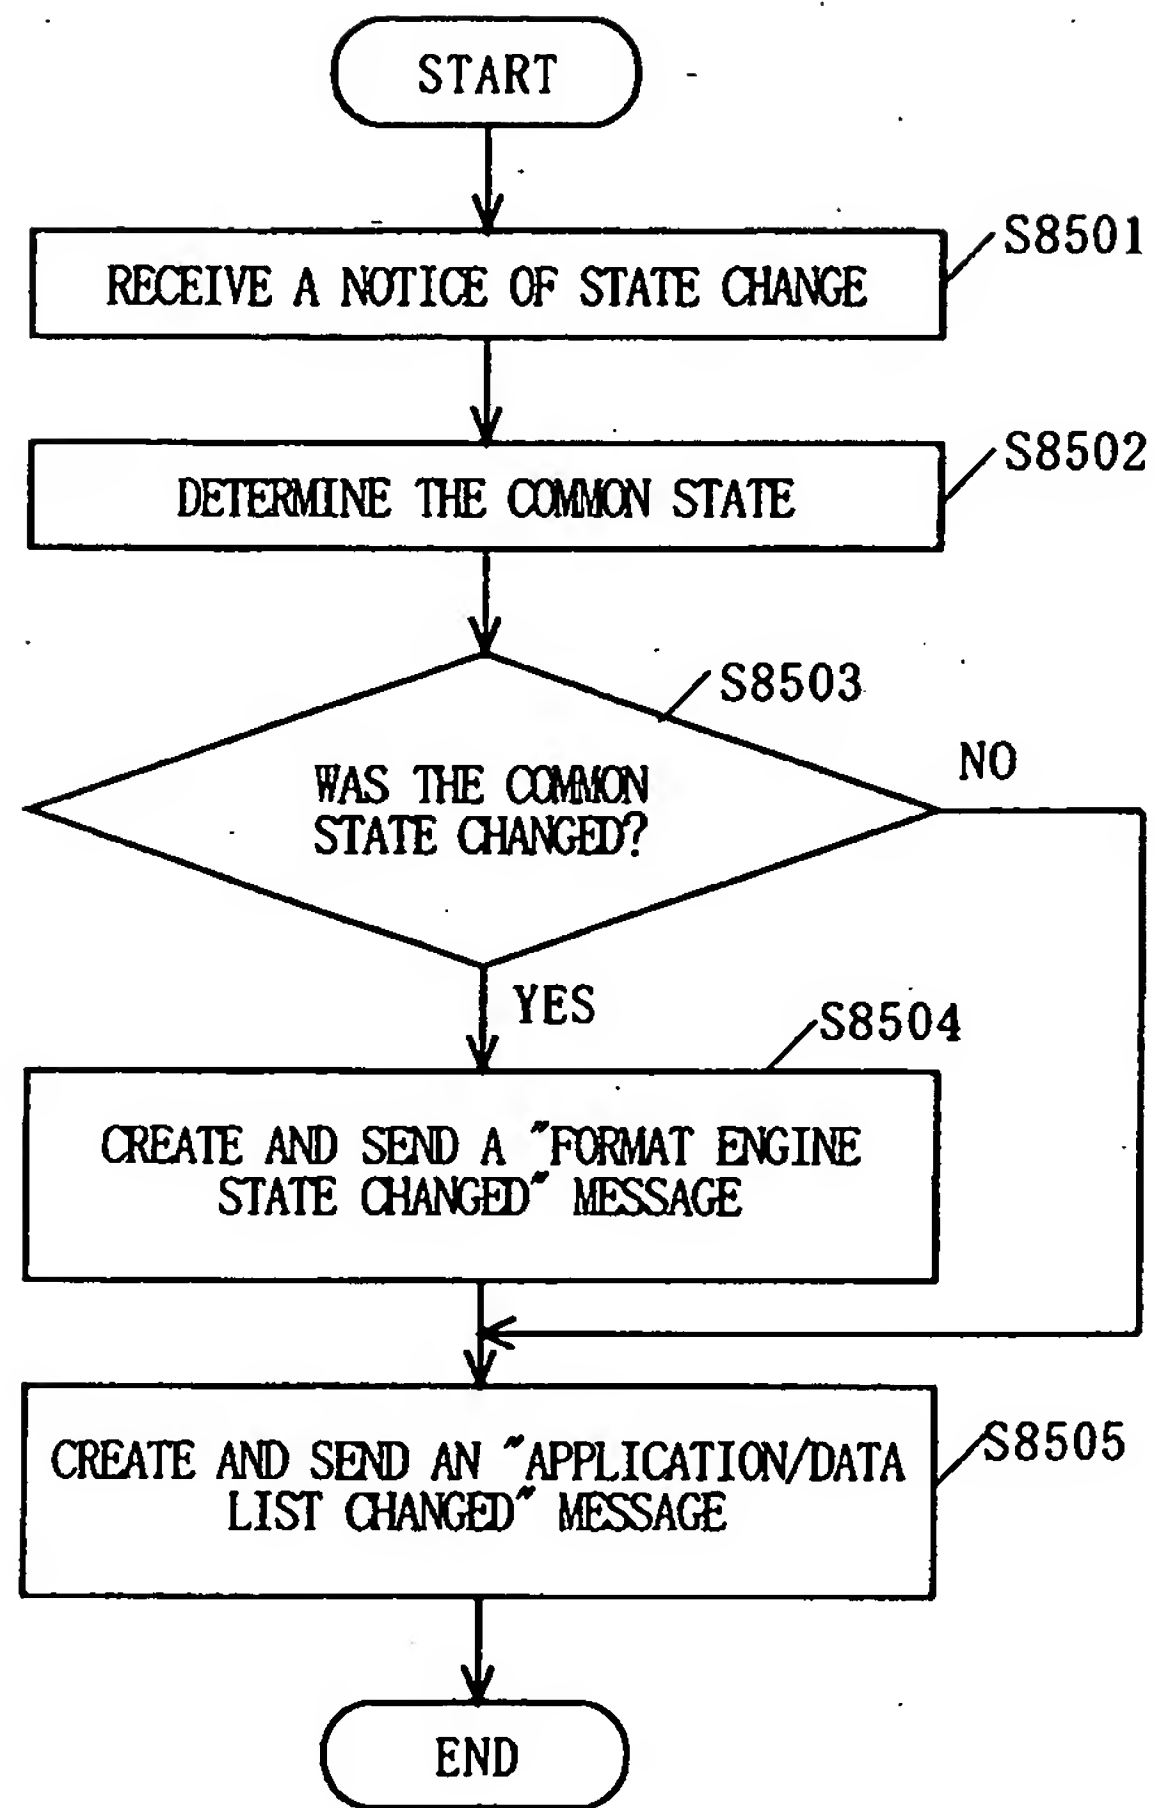 START
S8501
RECEIVE A NOTICE OF STATE CHANGE
S8502
DETERMINE THE COMMON STATE
S8503
NO
WAS THE COMMON
STATE CHANGED?
YES
S8504
CREATE AND SEND A "FORMAT ENGINE
STATE CHANGED" MESSAGE
S8505
CREATE AND SEND AN "APPLICATION/DATA
LIST CHANGED" MESSAGE
END